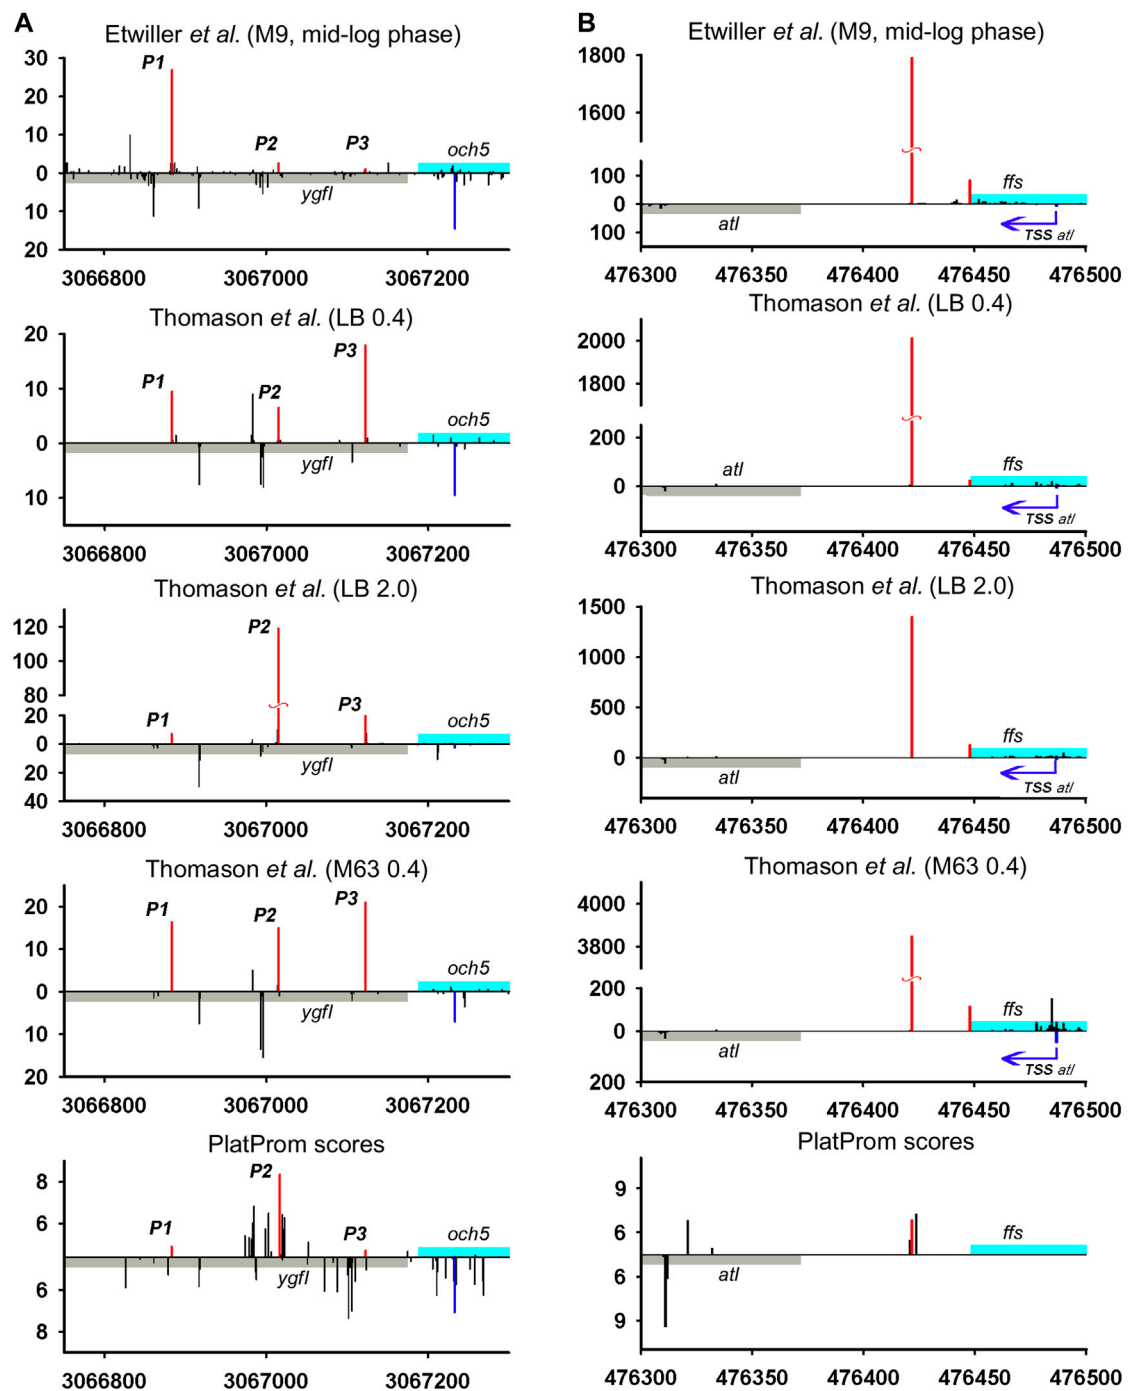 A
Etwiller et al. (M9, mid-log phase)
30
20
10
0
10
20
P1
P2
P3
och5
ygfI
3066800
3067000
3067200
Thomason et al. (LB 0.4)
20
10
0
10
P1
P2
P3
och5
ygfI
3066800
3067000
3067200
Thomason et al. (LB 2.0)
120
100
80
20
0
20
40
P1
P2
P3
och5
ygfI
3066800
3067000
3067200
Thomason et al. (M63 0.4)
20
10
0
10
20
P1
P2
P3
och5
ygfI
3066800
3067000
3067200
PlatProm scores
8
6
6
8
P1
P2
P3
och5
ygfI
3066800
3067000
3067200
B
Etwiller et al. (M9, mid-log phase)
1800
1600
100
0
100
ffs
atl
TSS atl
476300
476350
476400
476450
476500
Thomason et al. (LB 0.4)
2000
2000
200
0
atl
ffs
TSS atl
476300
476350
476400
476450
476500
Thomason et al. (LB 2.0)
1500
1000
500
0
ffs
atl
TSS atl
476300
476350
476400
476450
476500
Thomason et al. (M63 0.4)
4000
3800
200
0
200
ffs
atl
TSS atl
476300
476350
476400
476450
476500
PlatProm scores
9
6
6
9
ffs
atl
476300
476350
476400
476450
476500